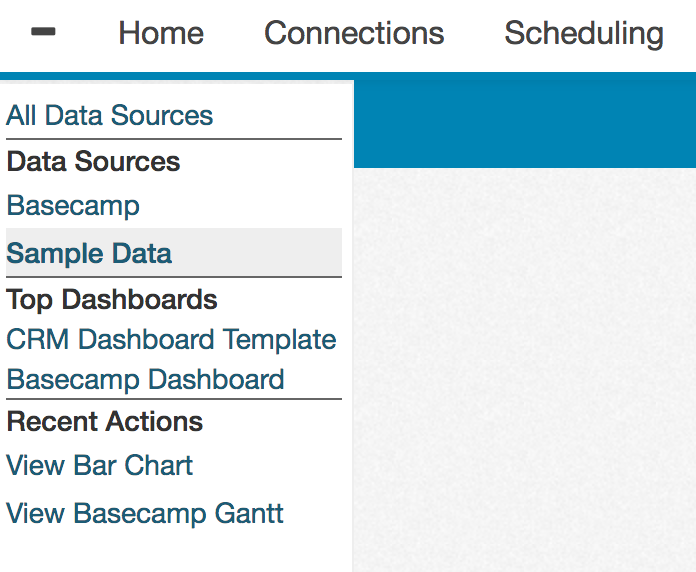 Home Connections Scheduling
All Data Sources
Data Sources
Basecamp
Sample Data
Top Dashboards
CRM Dashboard Template
Basecamp Dashboard
Recent Actions
View Bar Chart
View Basecamp Gantt